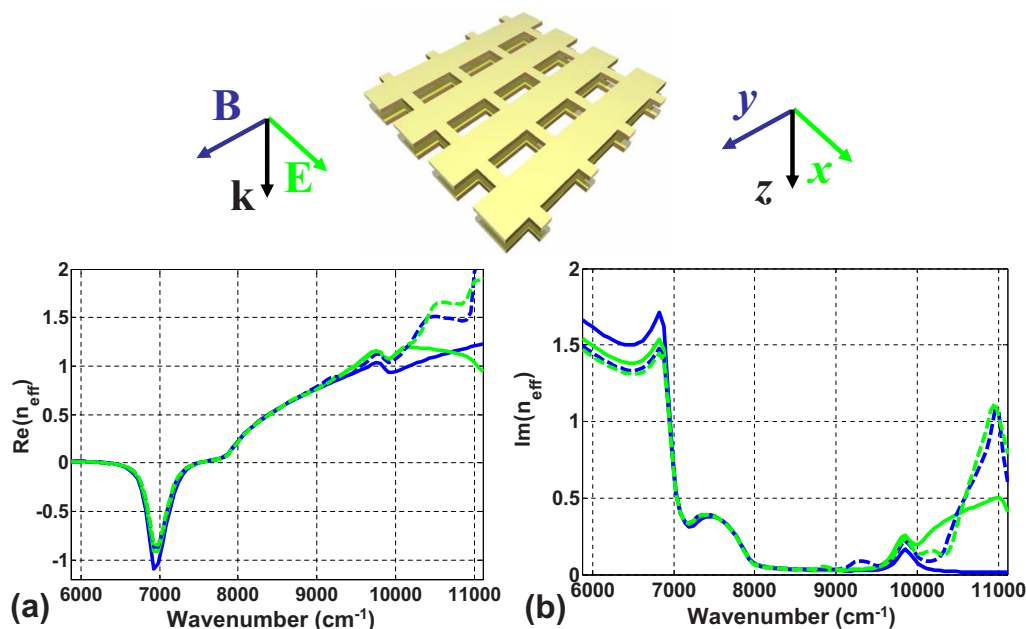 B
E
k
y
x
z
2
1.5
1
0.5
0
-0.5
-1
Re(n_eff)
6000 7000 8000 9000 10000 11000
Wavenumber (cm⁻¹)
(a)
2
1.5
1
0.5
0
Im(n_eff)
6000 7000 8000 9000 10000 11000
Wavenumber (cm⁻¹)
(b)